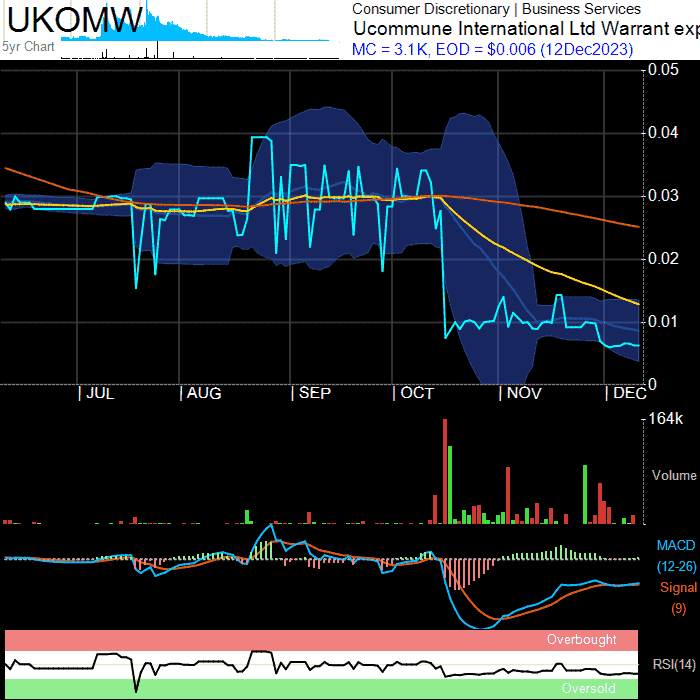 UKOMW
5yr Chart
Consumer Discretionary | Business Services
Ucommune International Ltd Warrant exp
MC = 3.1K, EOD = $0.006 (12Dec2023)
0.05
0.04
0.03
0.02
0.01
0
| JUL | AUG | SEP | OCT | NOV | DEC
164k
Volume
MACD
(12-26)
Signal
(9)
Overbought
RSI(14)
Oversold